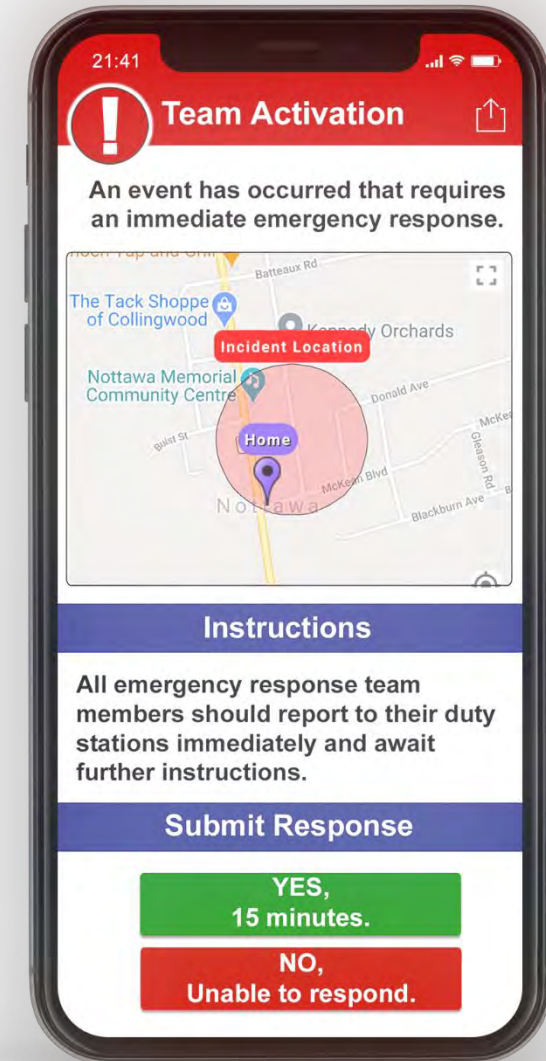 21:41
! Team Activation
An event has occurred that requires
an immediate emergency response.
Batteaux Rd
The Tack Shoppe
of Collingwood
Kennedy Orchards
Incident Location
Nottawa Memorial
Community Centre
Donald Ave
Buist St
Home
McKean Blvd
Gleason Rd
Nottawa
Blackburn Ave
Instructions
All emergency response team
members should report to their duty
stations immediately and await
further instructions.
Submit Response
YES,
15 minutes.
NO,
Unable to respond.